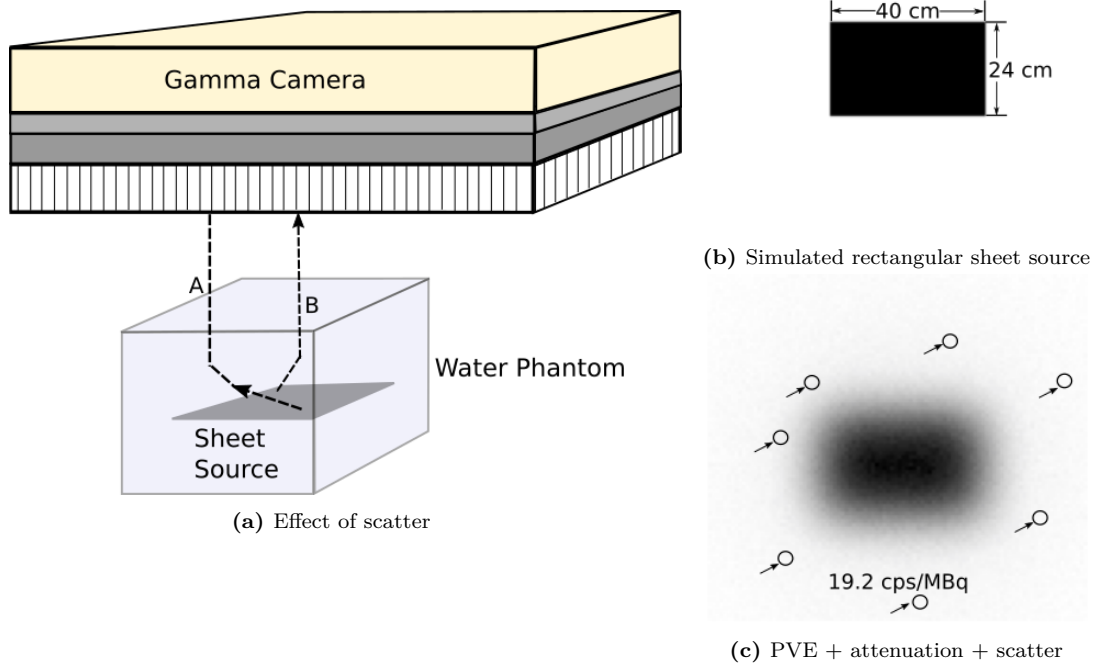 Gamma Camera
A
B
Water Phantom
Sheet
Source
(a) Effect of scatter
40 cm
24 cm
(b) Simulated rectangular sheet source
19.2 cps/MBq
(c) PVE + attenuation + scatter